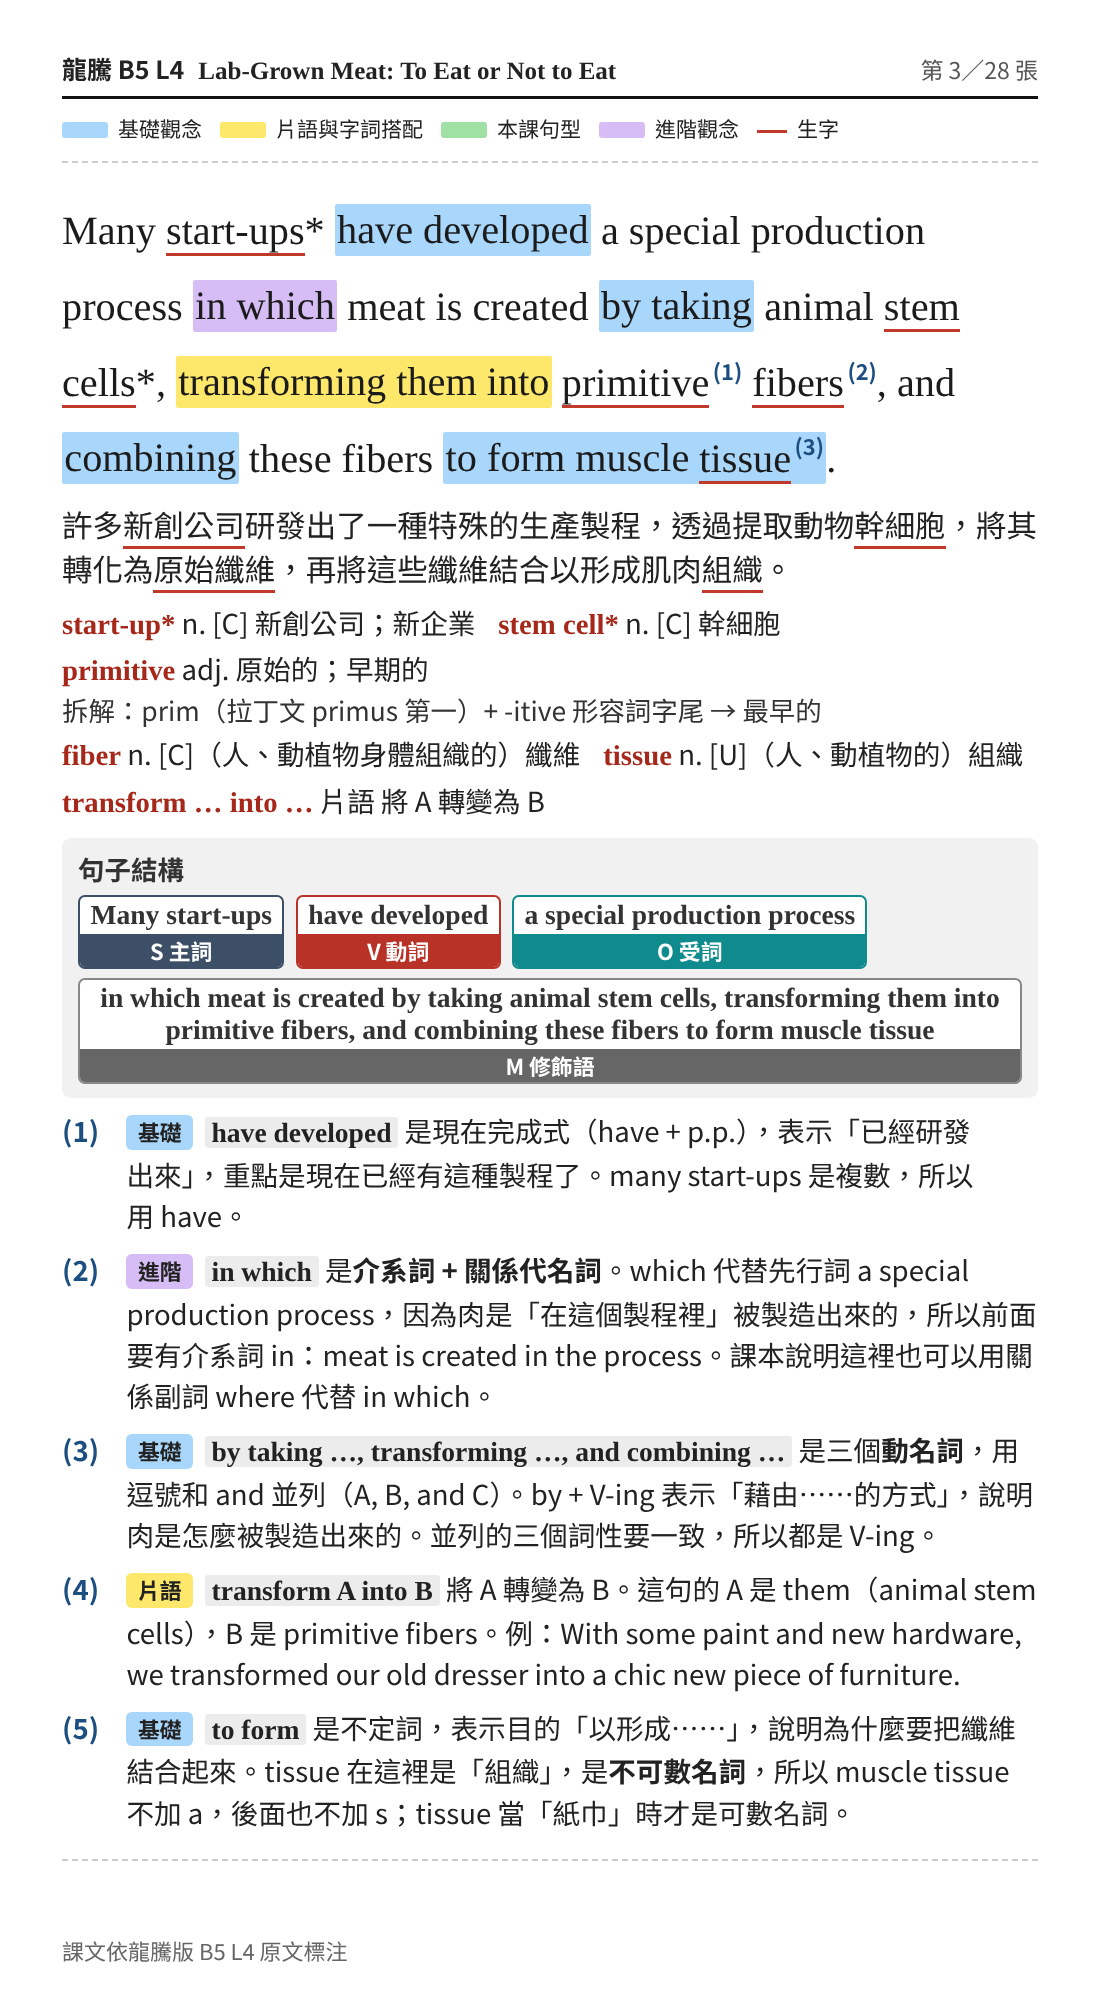 龍騰 B5 L4 Lab-Grown Meat: To Eat or Not to Eat 第 3／28 張
基礎觀念 片語與字詞搭配 本課句型 進階觀念 生字
Many start-ups* have developed a special production
process in which meat is created by taking animal stem
cells*, transforming them into primitive(1) fibers(2), and
combining these fibers to form muscle tissue(3).
許多新創公司研發出了一種特殊的生產製程，透過提取動物幹細胞，將其
轉化為原始纖維，再將這些纖維結合以形成肌肉組織。
start-up* n. [C] 新創公司；新企業 stem cell* n. [C] 幹細胞
primitive adj. 原始的；早期的
拆解：prim（拉丁文 primus 第一）+ -itive 形容詞字尾 → 最早的
fiber n. [C]（人、動植物身體組織的）纖維 tissue n. [U]（人、動植物的）組織
transform … into … 片語 將 A 轉變為 B
句子結構
Many start-ups have developed a special production process
S 主詞 V 動詞 O 受詞
in which meat is created by taking animal stem cells, transforming them into
primitive fibers, and combining these fibers to form muscle tissue
M 修飾語
(1) 基礎 have developed 是現在完成式（have + p.p.），表示「已經研發
出來」，重點是現在已經有這種製程了。many start-ups 是複數，所以
用 have。
(2) 進階 in which 是介系詞 + 關係代名詞。which 代替先行詞 a special
production process，因為肉是「在這個製程裡」被製造出來的，所以前面
要有介系詞 in：meat is created in the process。課本說明這裡也可以用關
係副詞 where 代替 in which。
(3) 基礎 by taking …, transforming …, and combining … 是三個動名詞，用
逗號和 and 並列（A, B, and C）。by + V-ing 表示「藉由⋯⋯的方式」，說明
肉是怎麼被製造出來的。並列的三個詞性要一致，所以都是 V-ing。
(4) 片語 transform A into B 將 A 轉變為 B。這句的 A 是 them（animal stem
cells），B 是 primitive fibers。例：With some paint and new hardware,
we transformed our old dresser into a chic new piece of furniture.
(5) 基礎 to form 是不定詞，表示目的「以形成⋯⋯」，說明為什麼要把纖維
結合起來。tissue 在這裡是「組織」，是不可數名詞，所以 muscle tissue
不加 a，後面也不加 s；tissue 當「紙巾」時才是可數名詞。
課文依龍騰版 B5 L4 原文標注